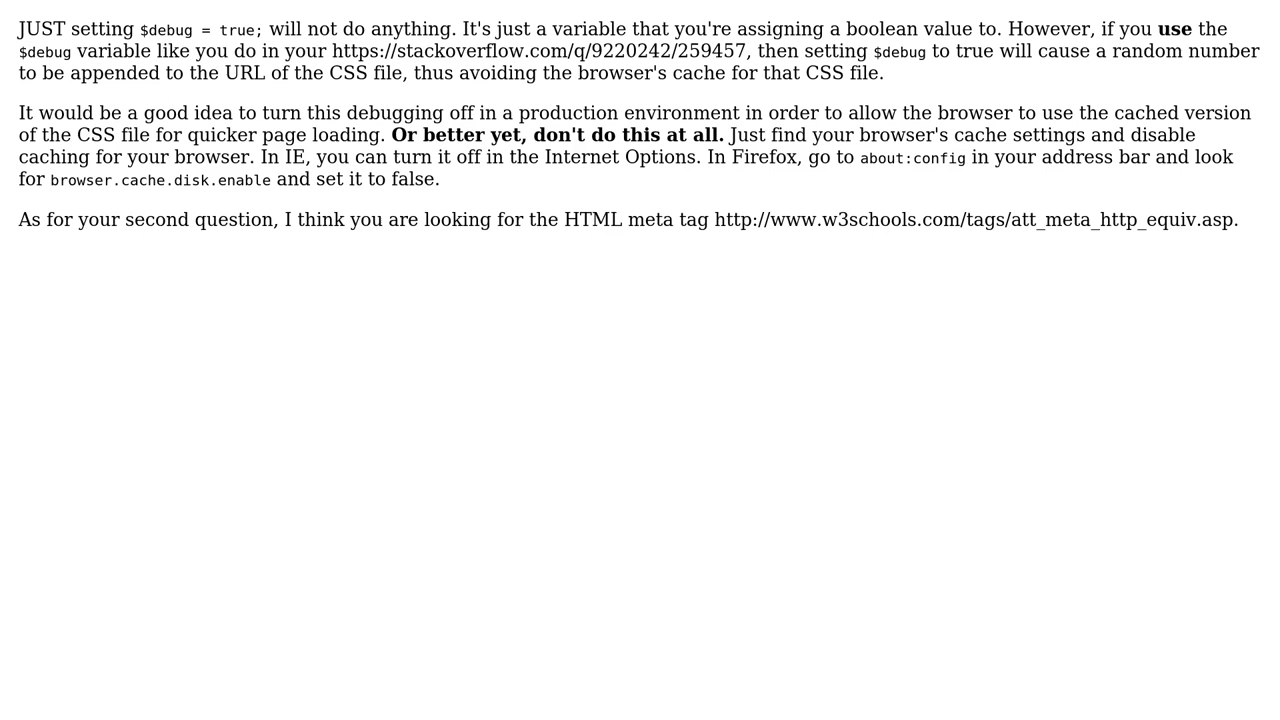 JUST setting $debug = true; will not do anything. It's just a variable that you're assigning a boolean value to. However, if you use the
$debug variable like you do in your https://stackoverflow.com/q/9220242/259457, then setting $debug to true will cause a random number
to be appended to the URL of the CSS file, thus avoiding the browser's cache for that CSS file.
It would be a good idea to turn this debugging off in a production environment in order to allow the browser to use the cached version
of the CSS file for quicker page loading. Or better yet, don't do this at all. Just find your browser's cache settings and disable
caching for your browser. In IE, you can turn it off in the Internet Options. In Firefox, go to about:config in your address bar and look
for browser.cache.disk.enable and set it to false.
As for your second question, I think you are looking for the HTML meta tag http://www.w3schools.com/tags/att_meta_http_equiv.asp.